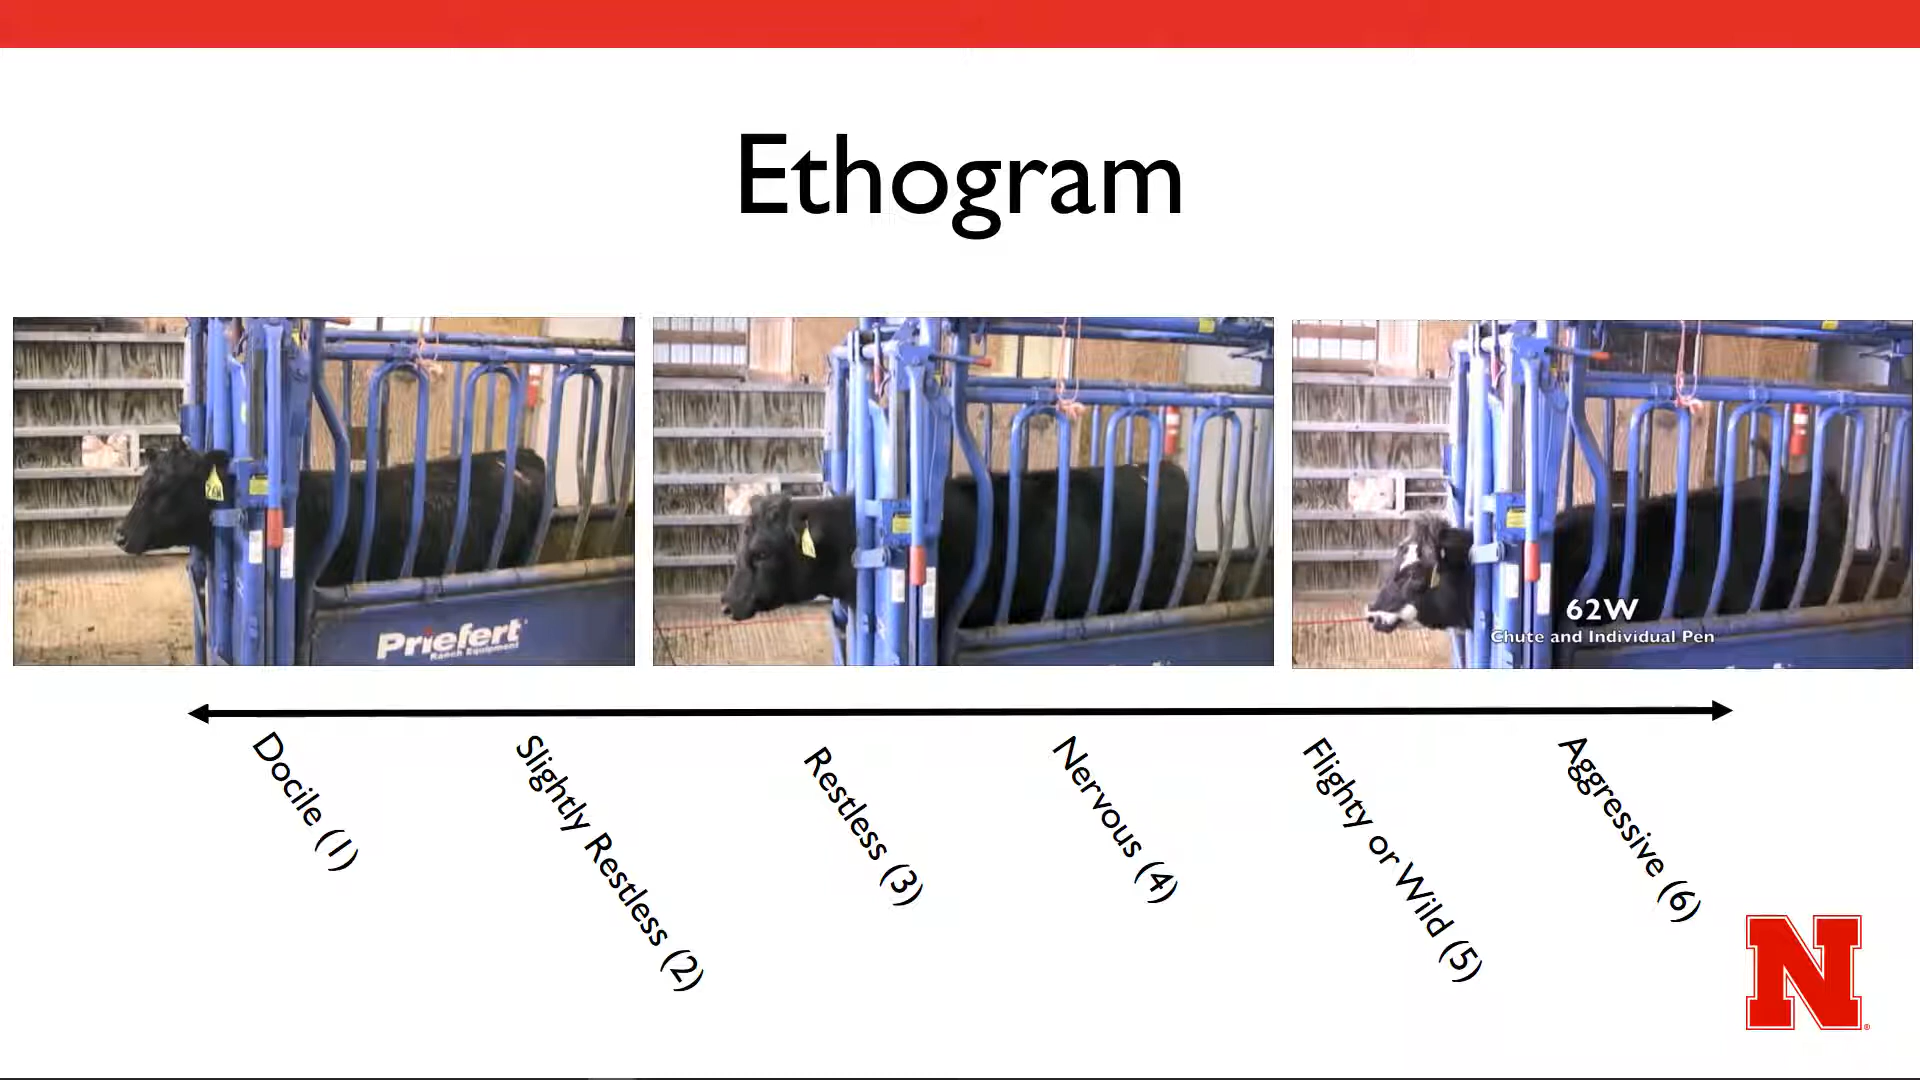 Ethogram
Priefert
Ranch Equipment
62W
Chute and Individual Pen
Docile (1)
Slightly Restless (2)
Restless (3)
Nervous (4)
Flighty or Wild (5)
Aggressive (6)
N